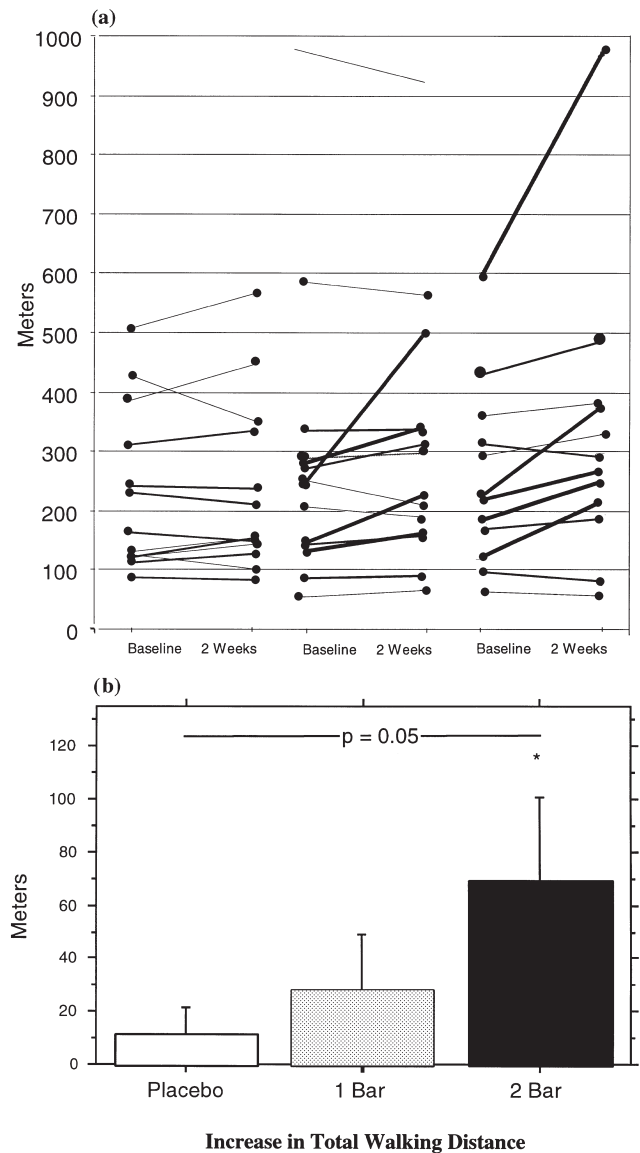 (a)
1000
900
800
700
600
500
400
300
200
100
0
Meters
Baseline 2 Weeks Baseline 2 Weeks Baseline 2 Weeks
(b)
p = 0.05
*
120
100
80
60
40
20
0
Meters
Placebo 1 Bar 2 Bar
Increase in Total Walking Distance